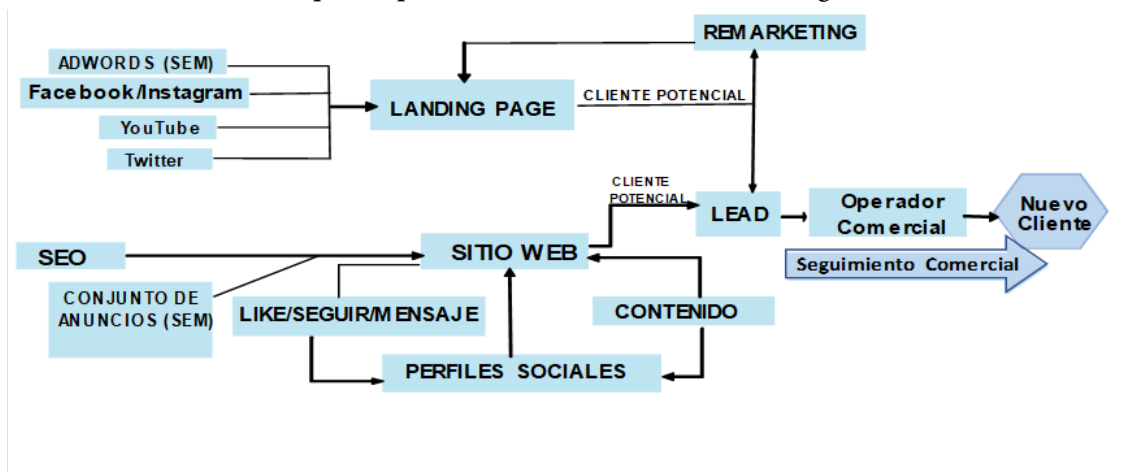 REMARKETING
ADWORDS (SEM)
Facebook/Instagram
YouTube
Twitter
LANDING PAGE
CLIENTE POTENCIAL
CLIENTE
POTENCIAL
LEAD
Operador
Comercial
Nuevo
Cliente
Seguimiento Comercial
SEO
SITIO WEB
CONJUNTO DE
ANUNCIOS (SEM)
LIKE/SEGUIR/MENSAJE
CONTENIDO
PERFILES SOCIALES